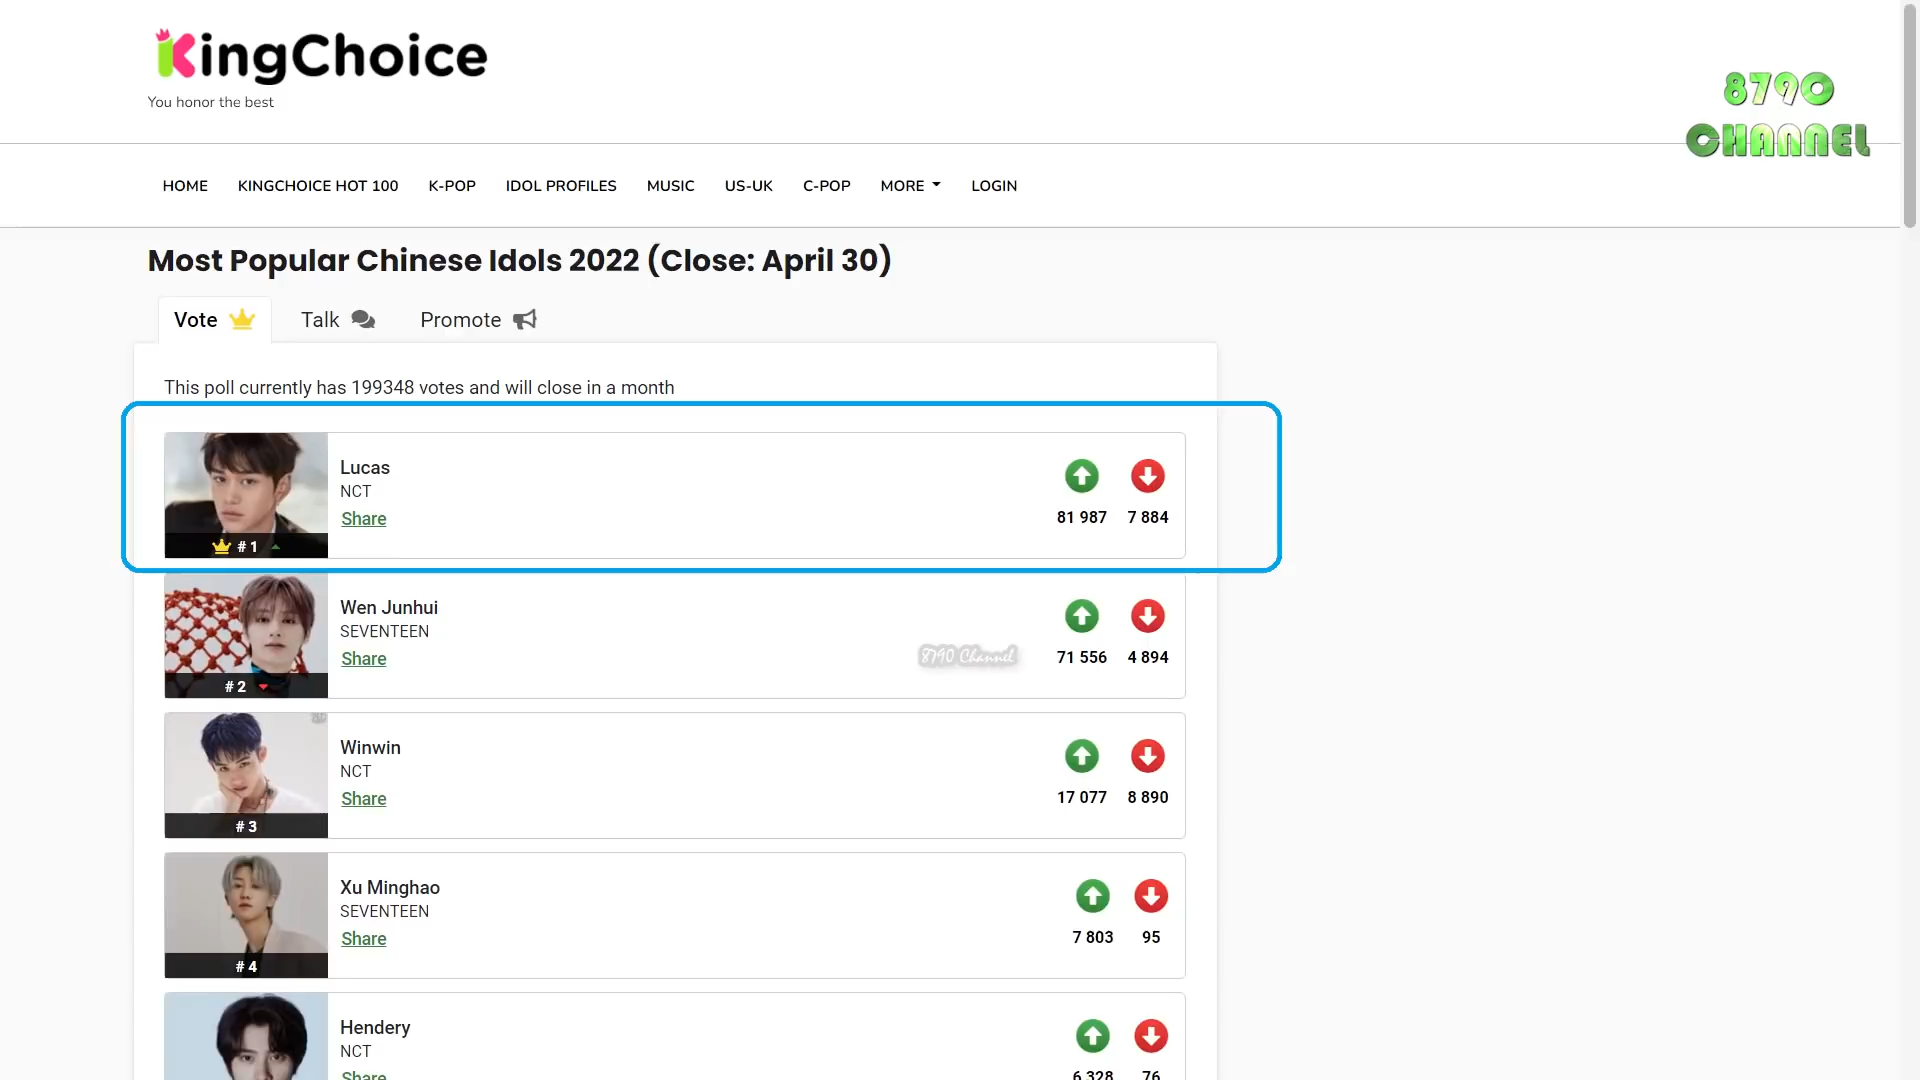 KingChoice
You honor the best
8790
CHANNEL
HOME KINGCHOICE HOT 100 K-POP IDOL PROFILES MUSIC US-UK C-POP MORE LOGIN
Most Popular Chinese Idols 2022 (Close: April 30)
Vote Talk Promote
This poll currently has 199348 votes and will close in a month
Lucas
NCT
Share
81 987 7 884
# 1
Wen Junhui
SEVENTEEN
Share
8790 Channel
71 556 4 894
# 2
Winwin
NCT
Share
17 077 8 890
# 3
Xu Minghao
SEVENTEEN
Share
7 803 95
# 4
Hendery
NCT
Share
6 328 76